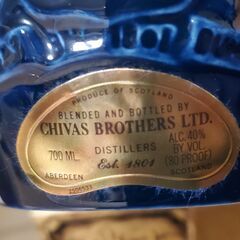 PRODUCE OF SCOTLAND
BLENDED AND BOTTLED BY
CHIVAS BROTHERS LTD.
700 ML. DISTILLERS ALC. 40% BY VOL. (80 PROOF)
Est. 1801
ABERDEEN SCOTLAND